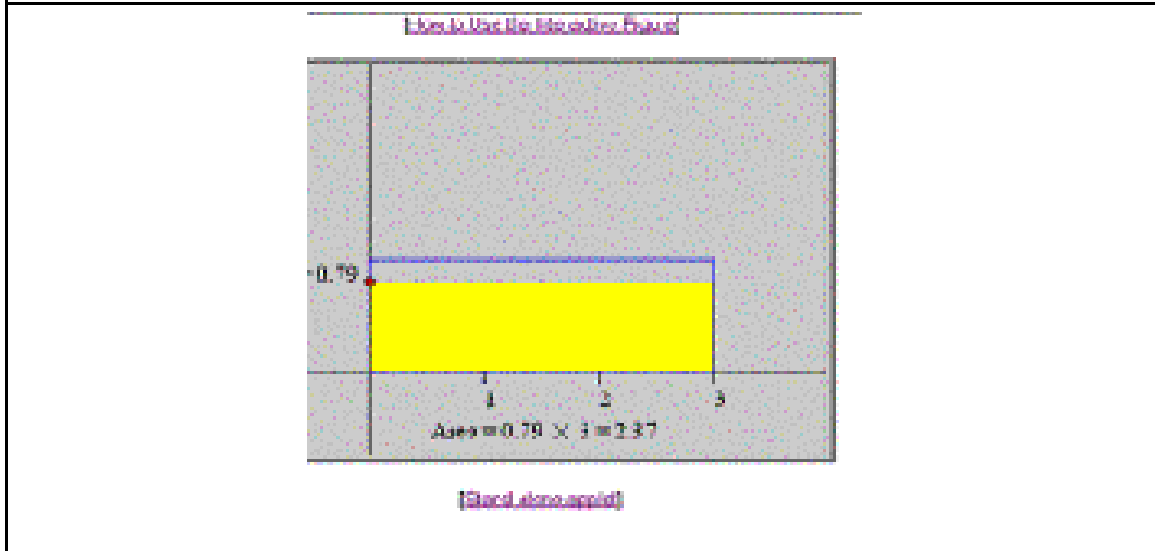 [How to Use the Interactive Figure]
=0.79
1 2 3
Area = 0.79 × 3 = 2.37
[Stand alone applet]